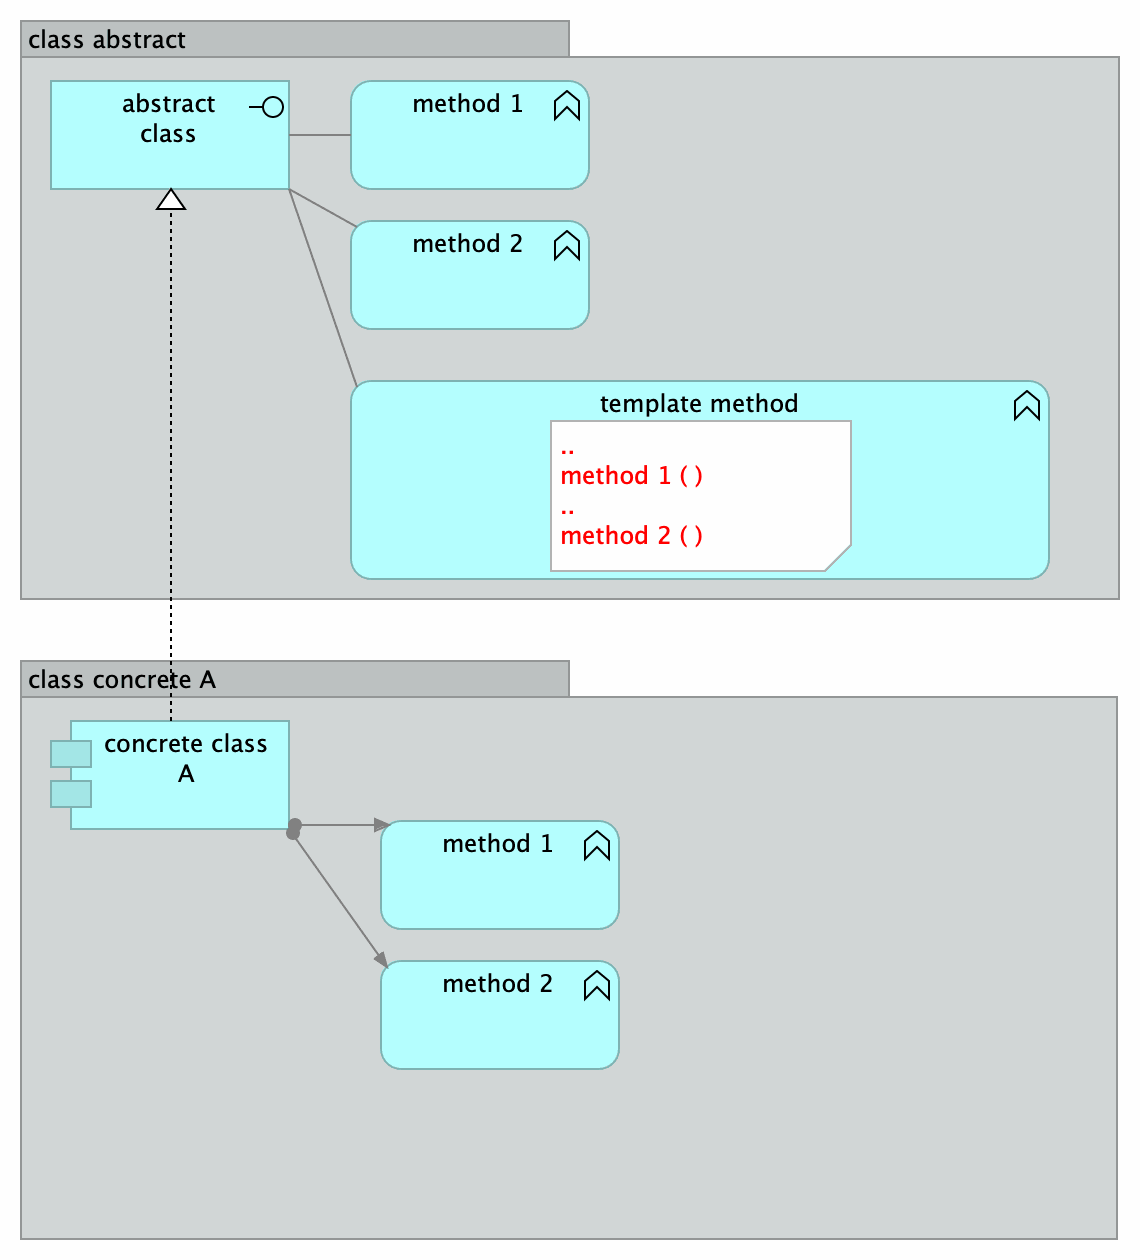 class abstract
abstract
class
method 1
method 2
template method
..
method 1 ( )
..
method 2 ( )
class concrete A
concrete class
A
method 1
method 2